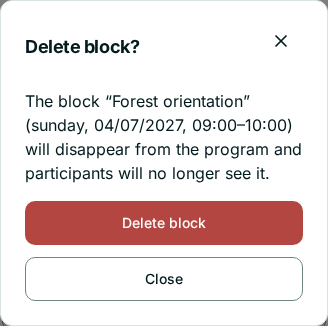 Delete block?
The block “Forest orientation”
(sunday, 04/07/2027, 09:00–10:00)
will disappear from the program and
participants will no longer see it.
Delete block
Close